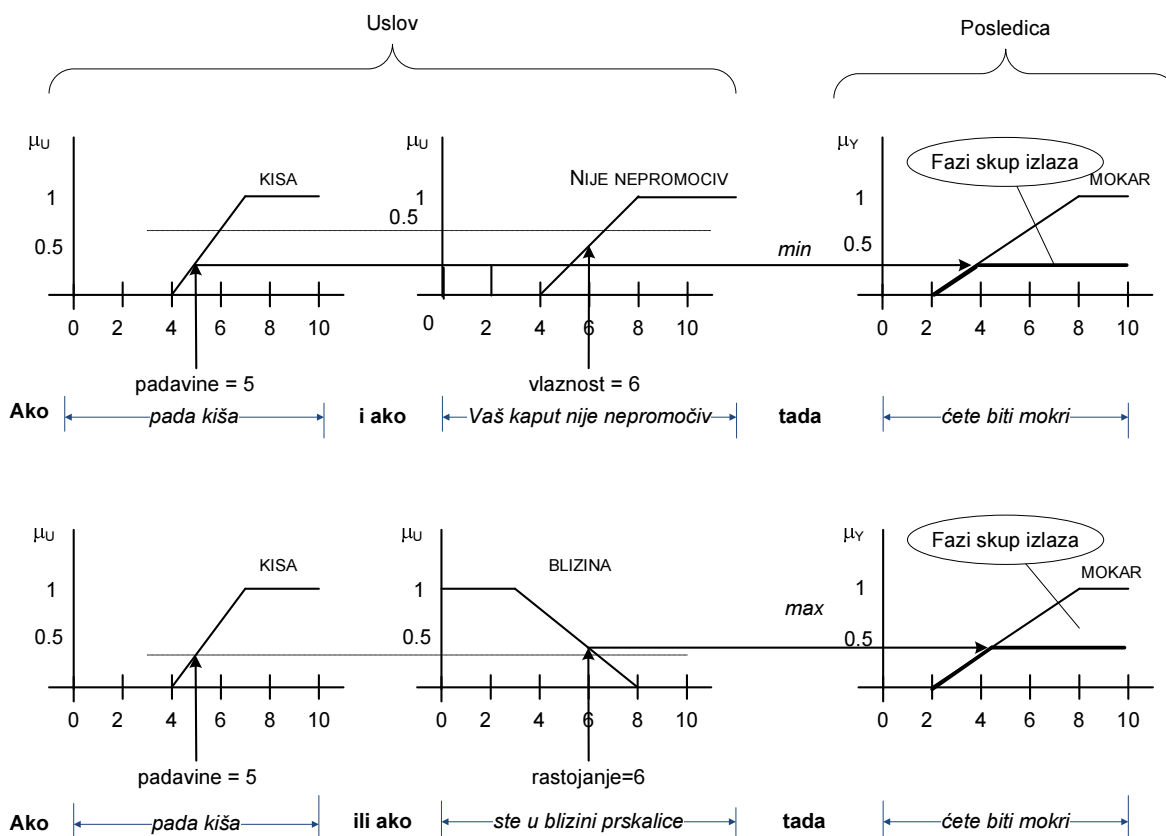 Uslov
Posledica
μU
μU
μY
Fazi skup izlaza
KISA
NIJE NEPROMOCIV
MOKAR
1
1
1
0.5
0.5
0.5
min
0 2 4 6 8 10
0 2 4 6 8 10
0 2 4 6 8 10
padavine = 5
vlaznost = 6
Ako pada kiša i ako Vaš kaput nije nepromočiv tada ćete biti mokri
μU
μU
μY
Fazi skup izlaza
KISA
BLIZINA
MOKAR
1
1
1
max
0.5
0.5
0.5
0 2 4 6 8 10
0 2 4 6 8 10
0 2 4 6 8 10
padavine = 5
rastojanje=6
Ako pada kiša ili ako ste u blizini prskalice tada ćete biti mokri